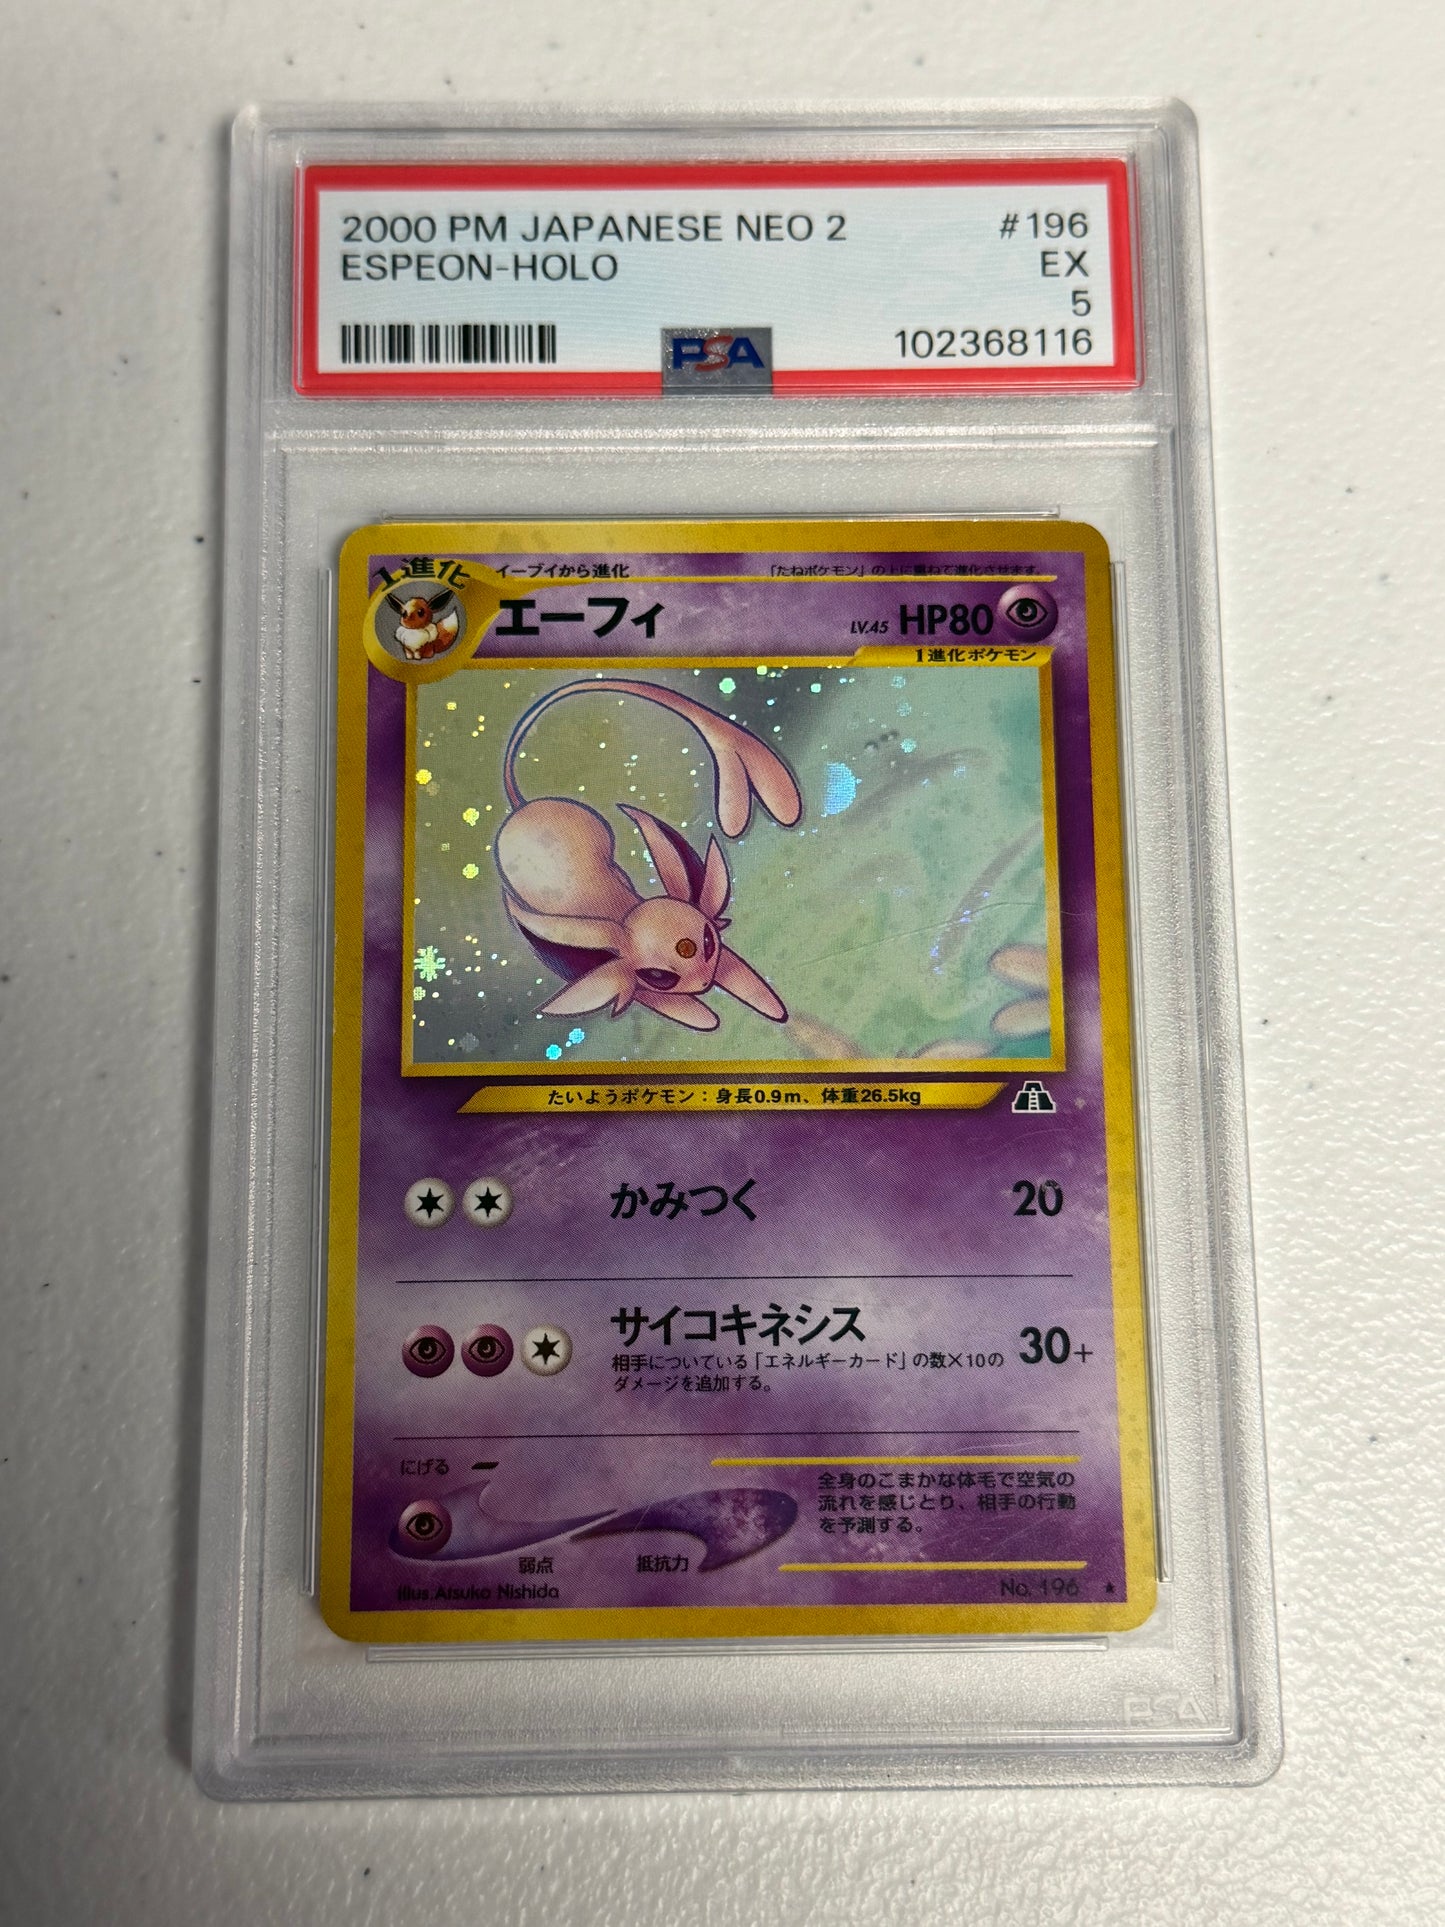 2000 PM JAPANESE NEO 2 #196
ESPEON-HOLO EX
5
PSA 102368116
1進化
イーブイから進化 「たねポケモン」の上に重ねて進化させます。
エーフィ LV.45 HP80
1進化ポケモン
たいようポケモン：身長0.9m、体重26.5kg
かみつく 20
サイコキネシス 30+
相手についている「エネルギーカード」の数×10の
ダメージを追加する。
にげる
全身のこまかな体毛で空気の
流れを感じとり、相手の行動
を予測する。
弱点 抵抗力
Illus. Atsuko Nishida No. 196 ★
PSA